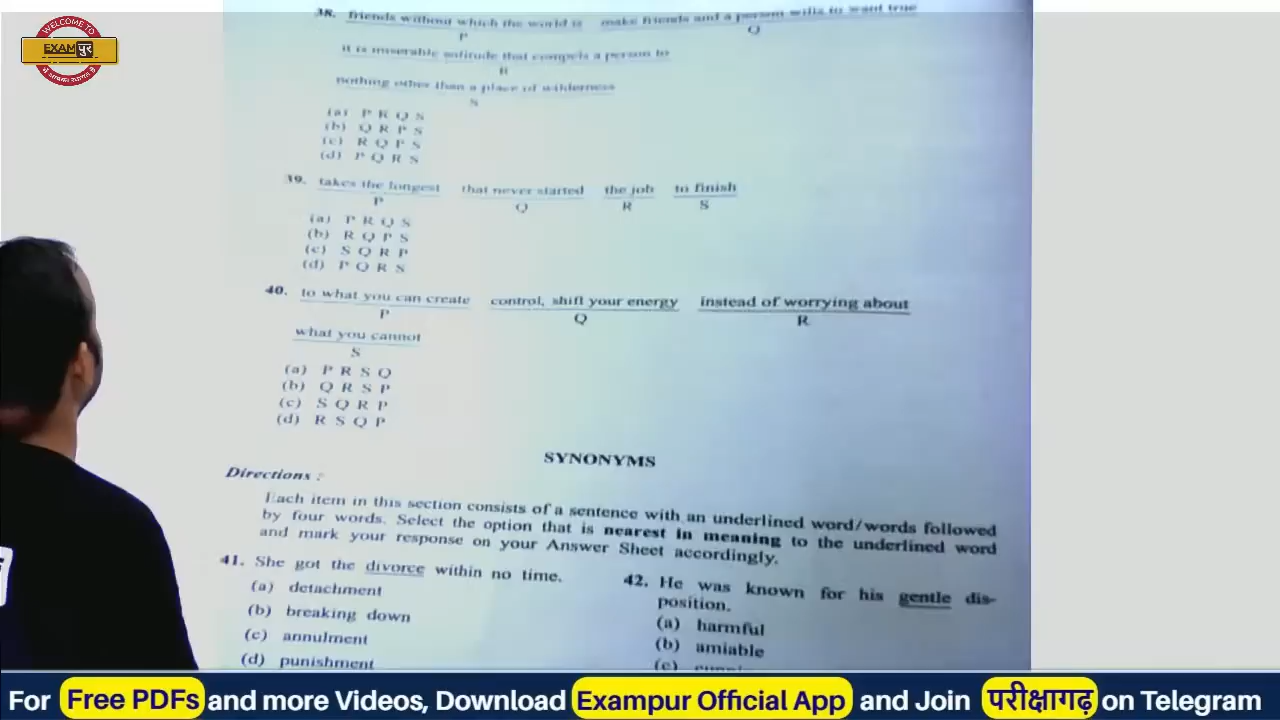 WELCOME TO
EXAM पुर
38. friends without which the world is make friends and a person wills to want true
P Q
it is miserable solitude that compels a person to
R
nothing other than a place of wilderness
S
(a) P R Q S
(b) Q R P S
(c) R Q P S
(d) P Q R S
39. takes the longest that never started the job to finish
P Q R S
(a) P R Q S
(b) R Q P S
(c) S Q R P
(d) P Q R S
40. to what you can create control, shift your energy instead of worrying about
P Q R
what you cannot
S
(a) P R S Q
(b) Q R S P
(c) S Q R P
(d) R S Q P
SYNONYMS
Directions :
Each item in this section consists of a sentence with an underlined word/words followed
by four words. Select the option that is nearest in meaning to the underlined word
and mark your response on your Answer Sheet accordingly.
41. She got the divorce within no time.
(a) detachment
(b) breaking down
(c) annulment
(d) punishment
42. He was known for his gentle dis-
position.
(a) harmful
(b) amiable
(c)
For Free PDFs and more Videos, Download Exampur Official App and Join परीक्षागढ़ on Telegram